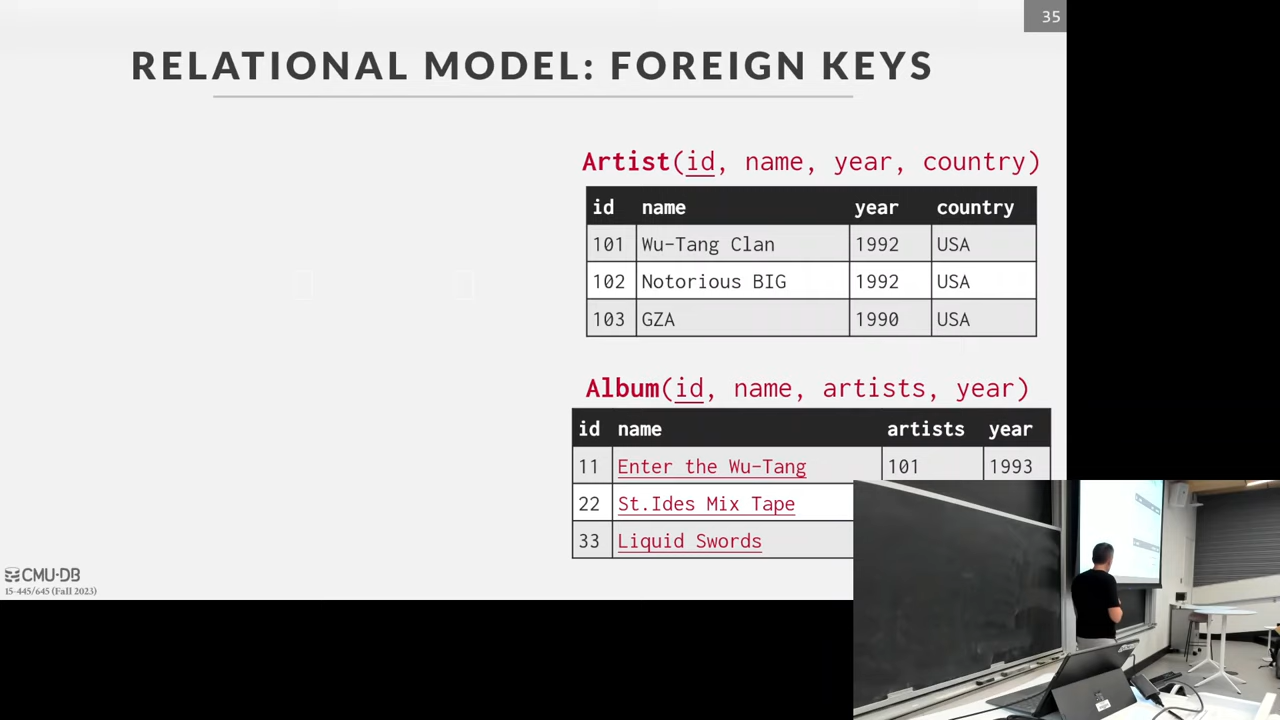 35
RELATIONAL MODEL: FOREIGN KEYS
Artist(id, name, year, country)
id name year country
101 Wu-Tang Clan 1992 USA
102 Notorious BIG 1992 USA
103 GZA 1990 USA
Album(id, name, artists, year)
id name artists year
11 Enter the Wu-Tang 101 1993
22 St.Ides Mix Tape
33 Liquid Swords
CMU·DB
15-445/645 (Fall 2023)